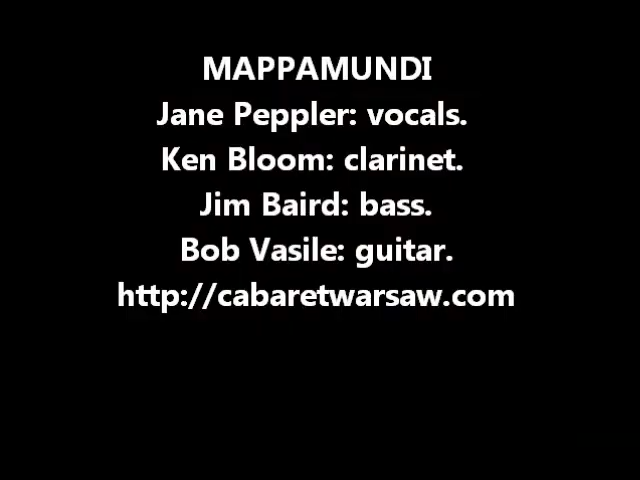 MAPPAMUNDI
Jane Peppler: vocals.
Ken Bloom: clarinet.
Jim Baird: bass.
Bob Vasile: guitar.
http://cabaretwarsaw.com